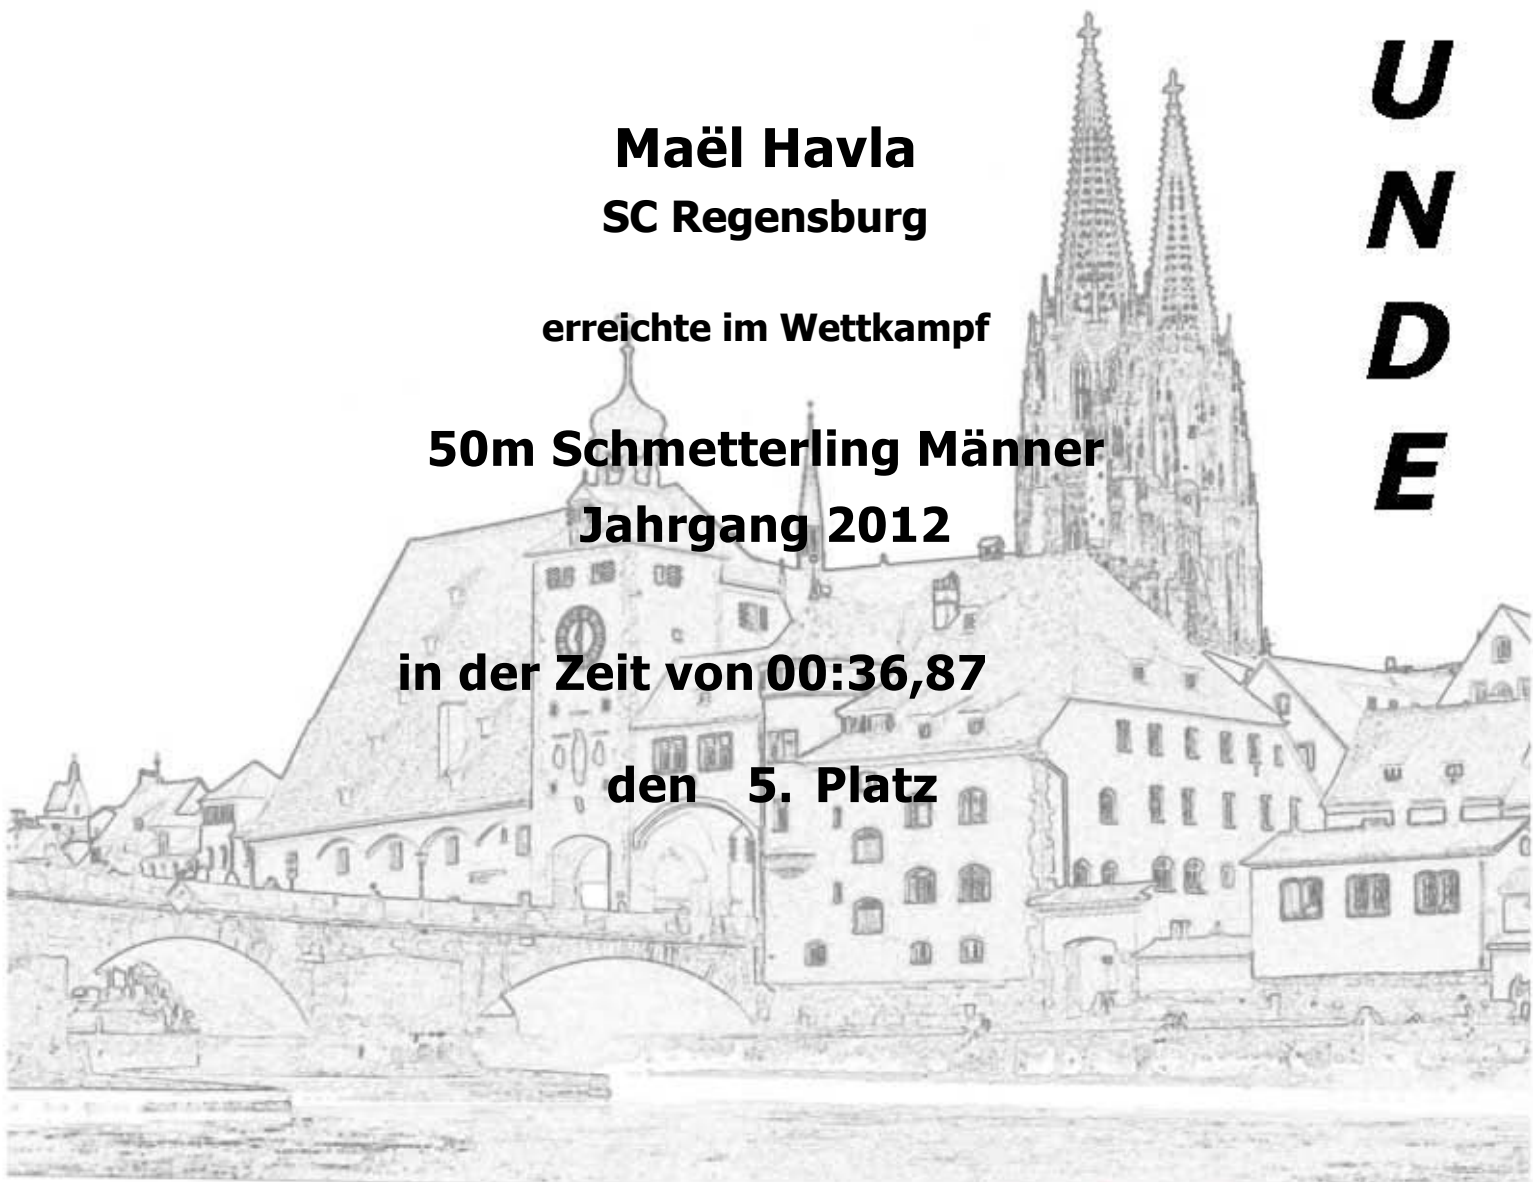 Maël Havla
SC Regensburg
erreichte im Wettkampf
50m Schmetterling Männer
Jahrgang 2012
in der Zeit von 00:36,87
den 5. Platz
U
N
D
E